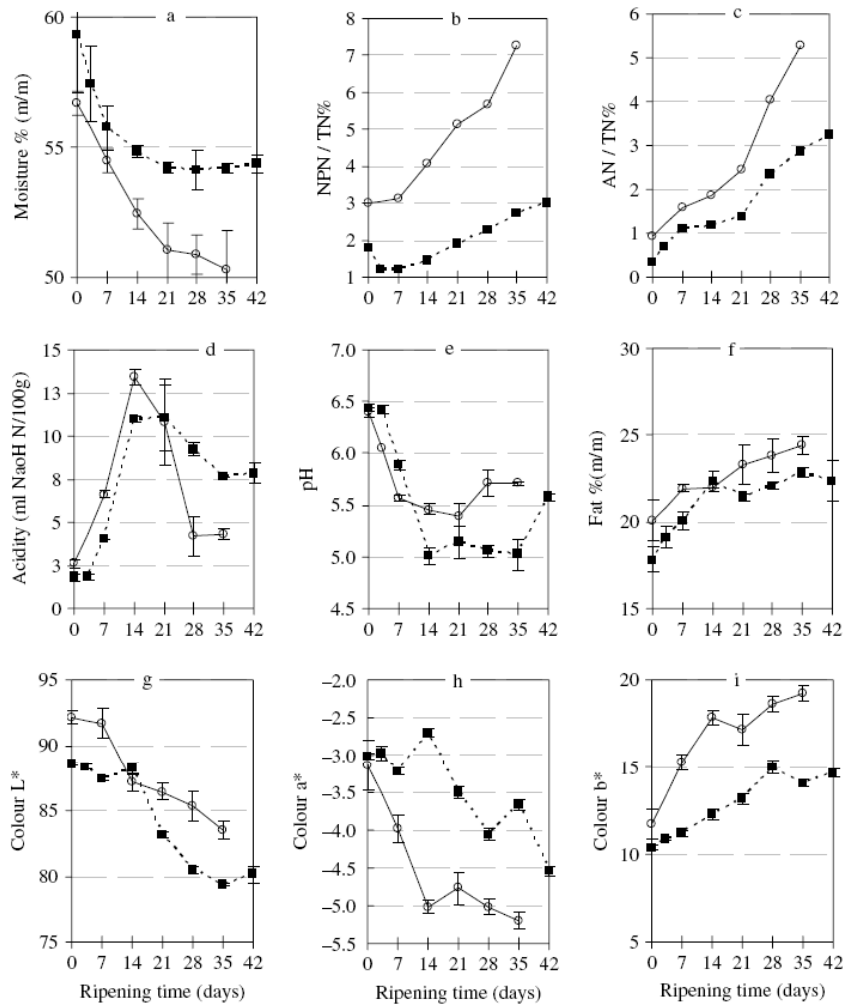 a
Moisture % (m/m)
60
55
50
0 7 14 21 28 35 42
b
NPN / TN%
9
8
7
6
5
4
3
2
1
0 7 14 21 28 35 42
c
AN / TN%
6
5
4
3
2
1
0
0 7 14 21 28 35 42
d
Acidity (ml NaoH N/100g)
15
13
10
8
5
3
0
0 7 14 21 28 35 42
e
pH
7.0
6.5
6.0
5.5
5.0
4.5
0 7 14 21 28 35 42
f
Fat %(m/m)
30
25
20
15
0 7 14 21 28 35 42
g
Colour L*
95
90
85
80
75
0 7 14 21 28 35 42
Ripening time (days)
h
Colour a*
−2.0
−2.5
−3.0
−3.5
−4.0
−4.5
−5.0
−5.5
0 7 14 21 28 35 42
Ripening time (days)
i
Colour b*
20
15
10
5
0 7 14 21 28 35 42
Ripening time (days)